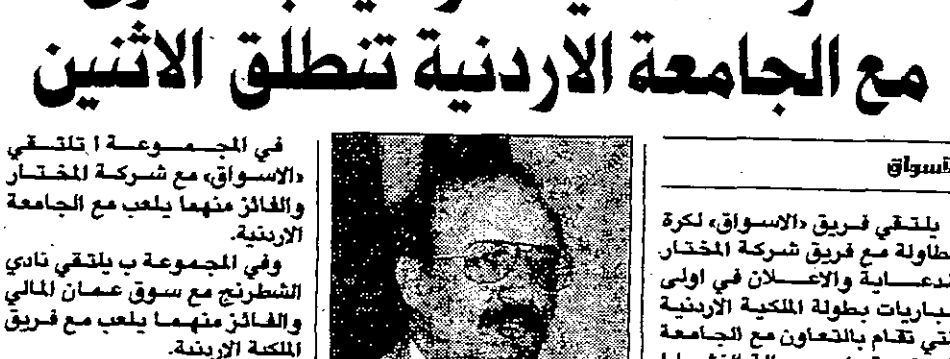 مع الجامعة الاردنية تنطلق الاثنين
الاسواق
يلتقي فريق «الاسواق» لكرة
الطاولة مع فريق شركة المختار
للدعاية والاعلان في اولى
مباريات بطولة الملكية الاردنية
التي تقام بالتعاون مع الجامعة
في المجموعة أ تلتقي
«الاسواق» مع شركة المختار
والفائز منهما يلعب مع الجامعة
الاردنية.
وفي المجموعة ب يلتقي نادي
الشطرنج مع سوق عمان المالي
والفائز منهما يلعب مع فريق
الملكية الاردنية.